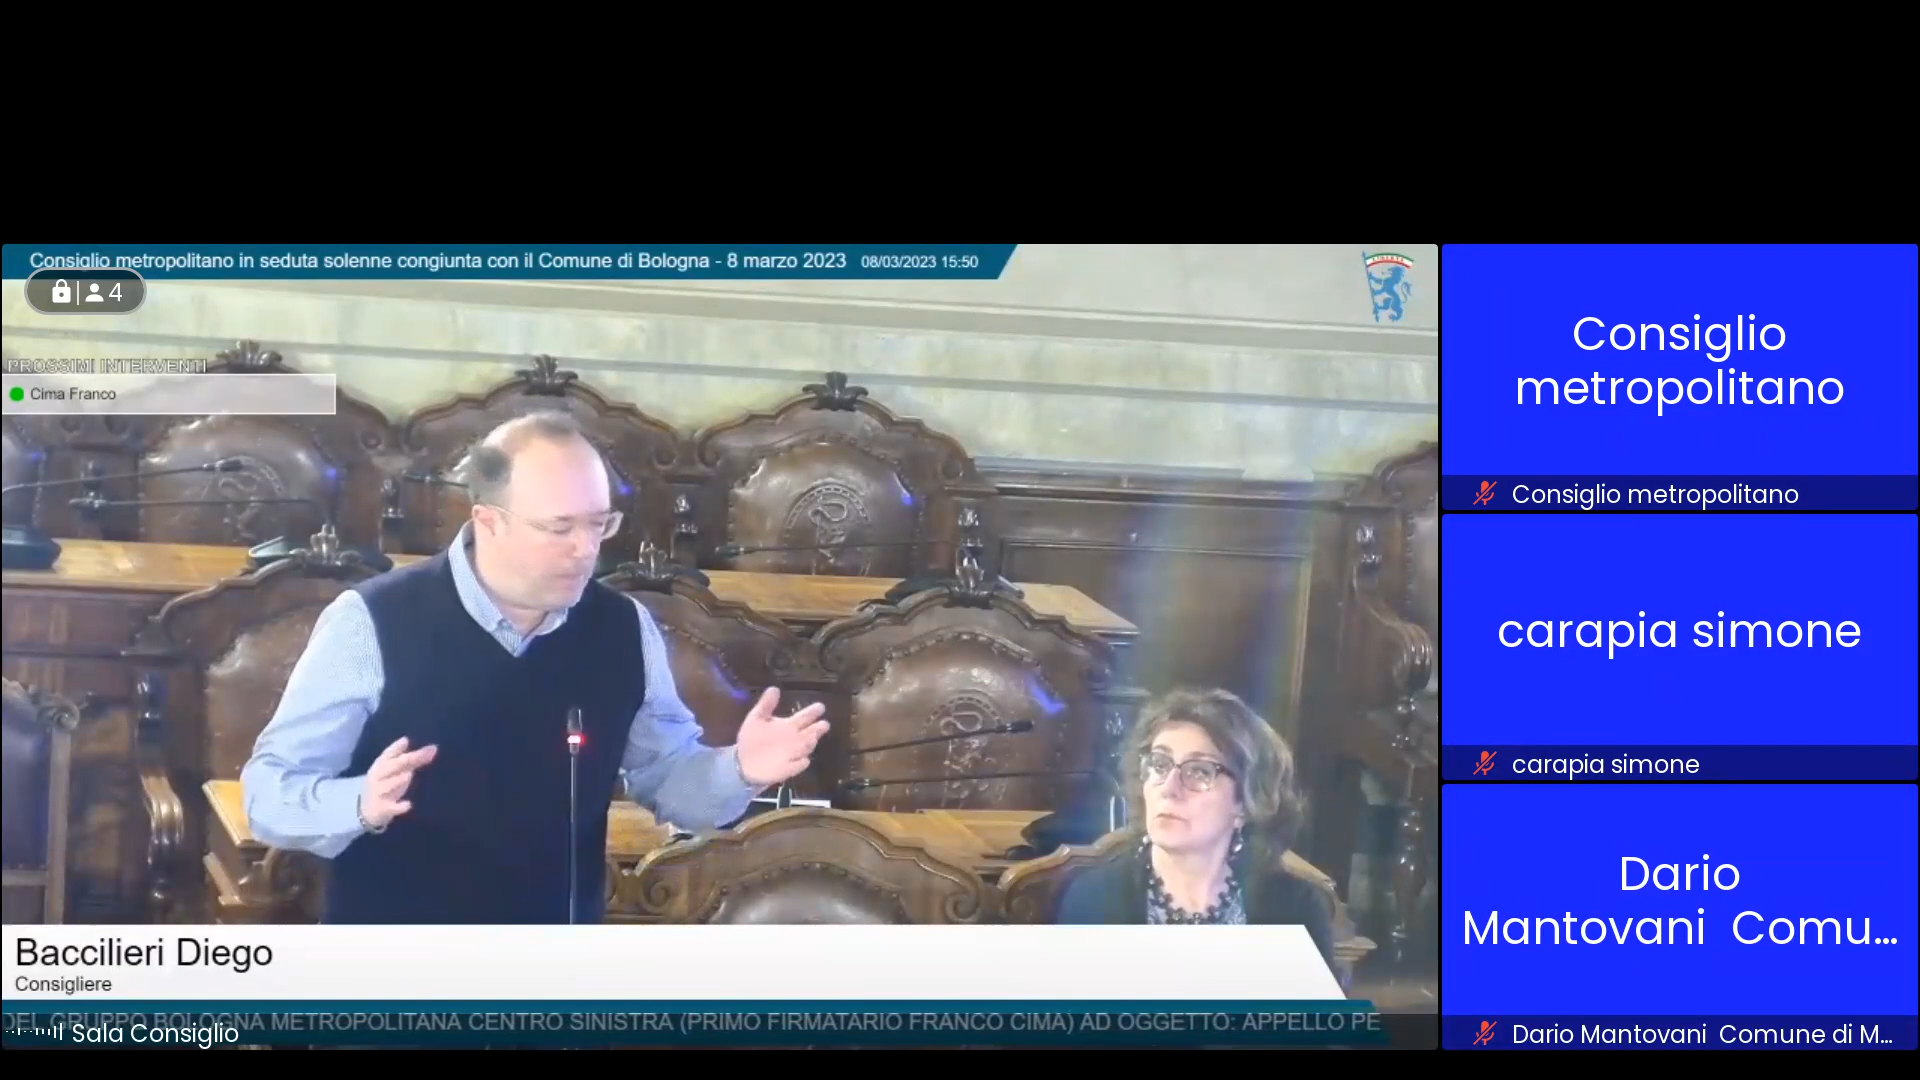 Consiglio metropolitano in seduta solenne congiunta con il Comune di Bologna - 8 marzo 2023 08/03/2023 15:50
4
PROSSIMI INTERVENTI
Cima Franco
Baccilieri Diego
Consigliere
DEL GRUPPO BOLOGNA METROPOLITANA CENTRO SINISTRA (PRIMO FIRMATARIO FRANCO CIMA) AD OGGETTO: APPELLO PE
Sala Consiglio
Consiglio
metropolitano
Consiglio metropolitano
carapia simone
carapia simone
Dario
Mantovani Comu...
Dario Mantovani Comune di M...